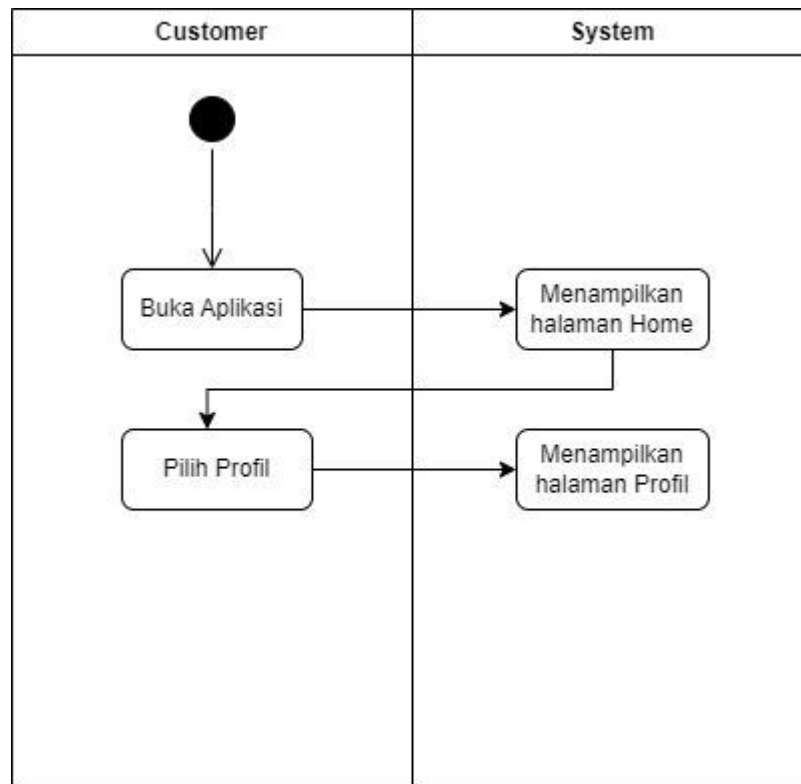 Customer
System
Buka Aplikasi
Menampilkan
halaman Home
Pilih Profil
Menampilkan
halaman Profil